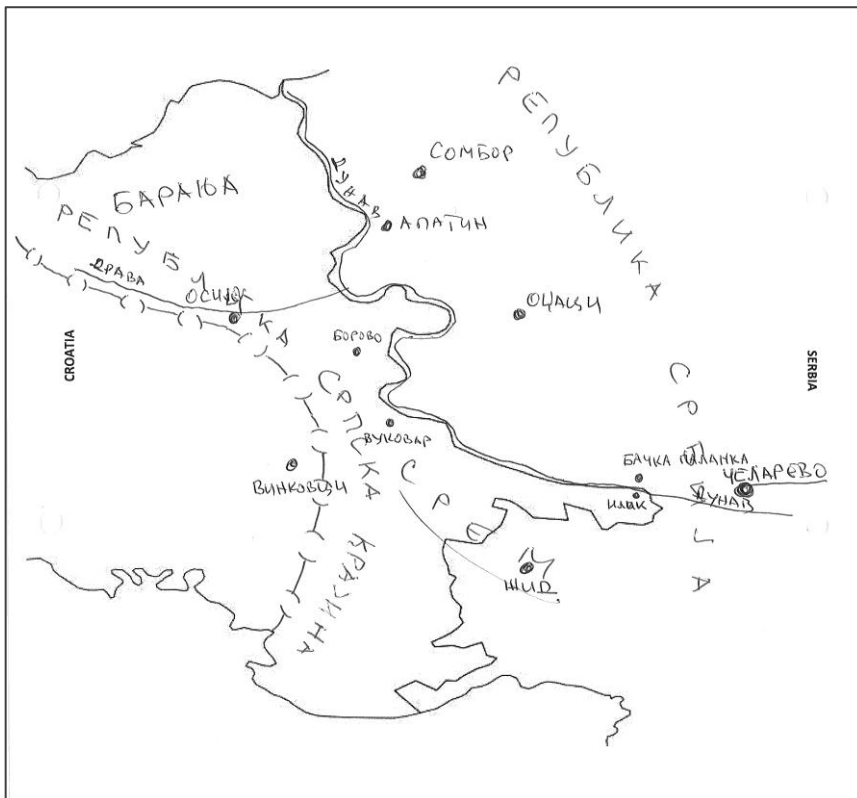 РЕПУБЛИКА
СОМБОР
ДУНАВ
БАРАЊА
АПАТИН
РЕПУБЛИКА
ДРАВА
ОСИЈЕК
ОЏАЦИ
БОРОВО
CROATIA
SERBIA
СРПСКА
СРБИЈА
ВУКОВАР
БАЧКА ПАЛАНКА
ЧЕЛАРЕВО
ВИНКОВЦИ
ИЛОК
ДУНАВ
СРЕМ
КРАЈИНА
ШИД